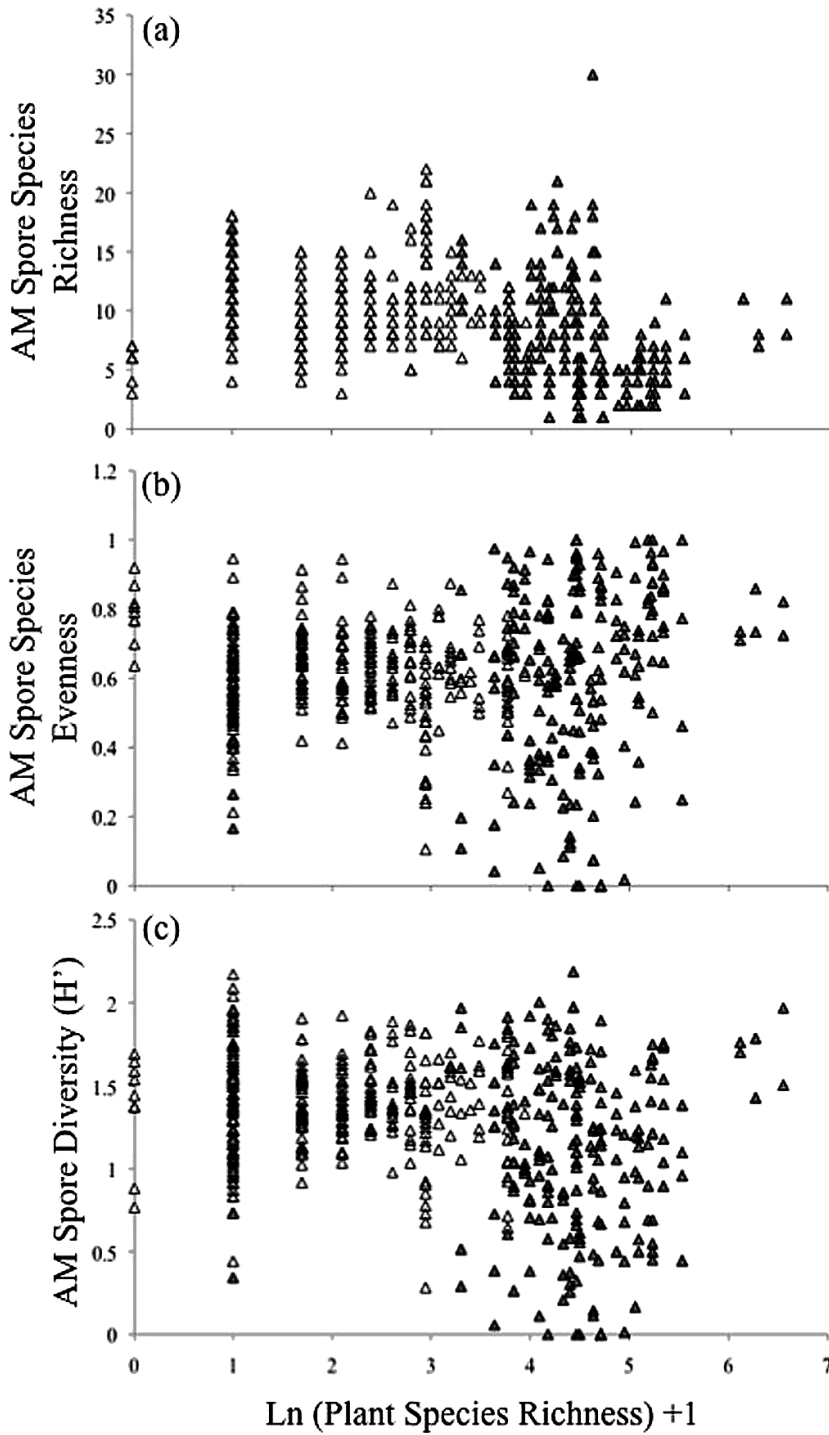 (a)
AM Spore Species
Richness
35
30
25
20
15
10
5
0
(b)
AM Spore Species
Evenness
1.2
1
0.8
0.6
0.4
0.2
0
(c)
AM Spore Diversity (H’)
2.5
2
1.5
1
0.5
0
0 1 2 3 4 5 6 7
Ln (Plant Species Richness) +1